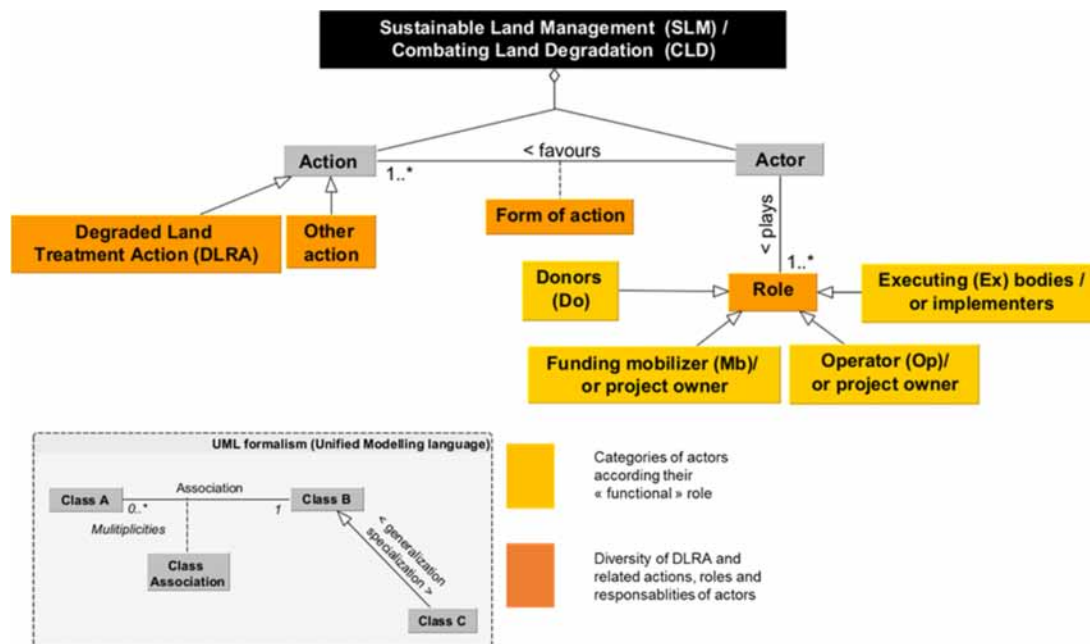 Sustainable Land Management (SLM) /
Combating Land Degradation (CLD)
Action
< favours
Actor
1..*
Degraded Land
Treatment Action (DLRA)
Other
action
Form of action
< plays
1..*
Donors
(Do)
Role
Executing (Ex) bodies /
or implementers
Funding mobilizer (Mb)/
or project owner
Operator (Op)/
or project owner
UML formalism (Unified Modelling language)
Class A
Association
Class B
0..*
1
Mulitiplicities
Class
Association
< generalization
specialization >
Class C
Categories of actors
according their
« functional » role
Diversity of DLRA and
related actions, roles and
responsablities of actors